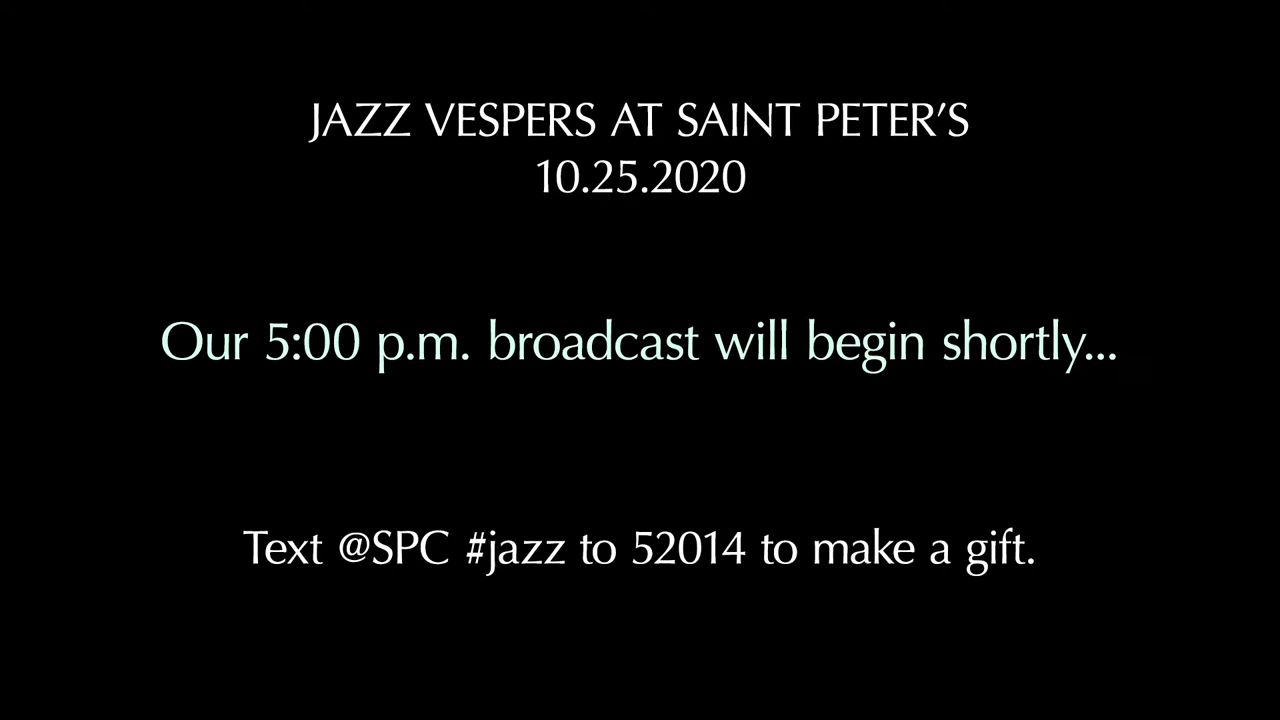 JAZZ VESPERS AT SAINT PETER’S
10.25.2020
Our 5:00 p.m. broadcast will begin shortly...
Text @SPC #jazz to 52014 to make a gift.